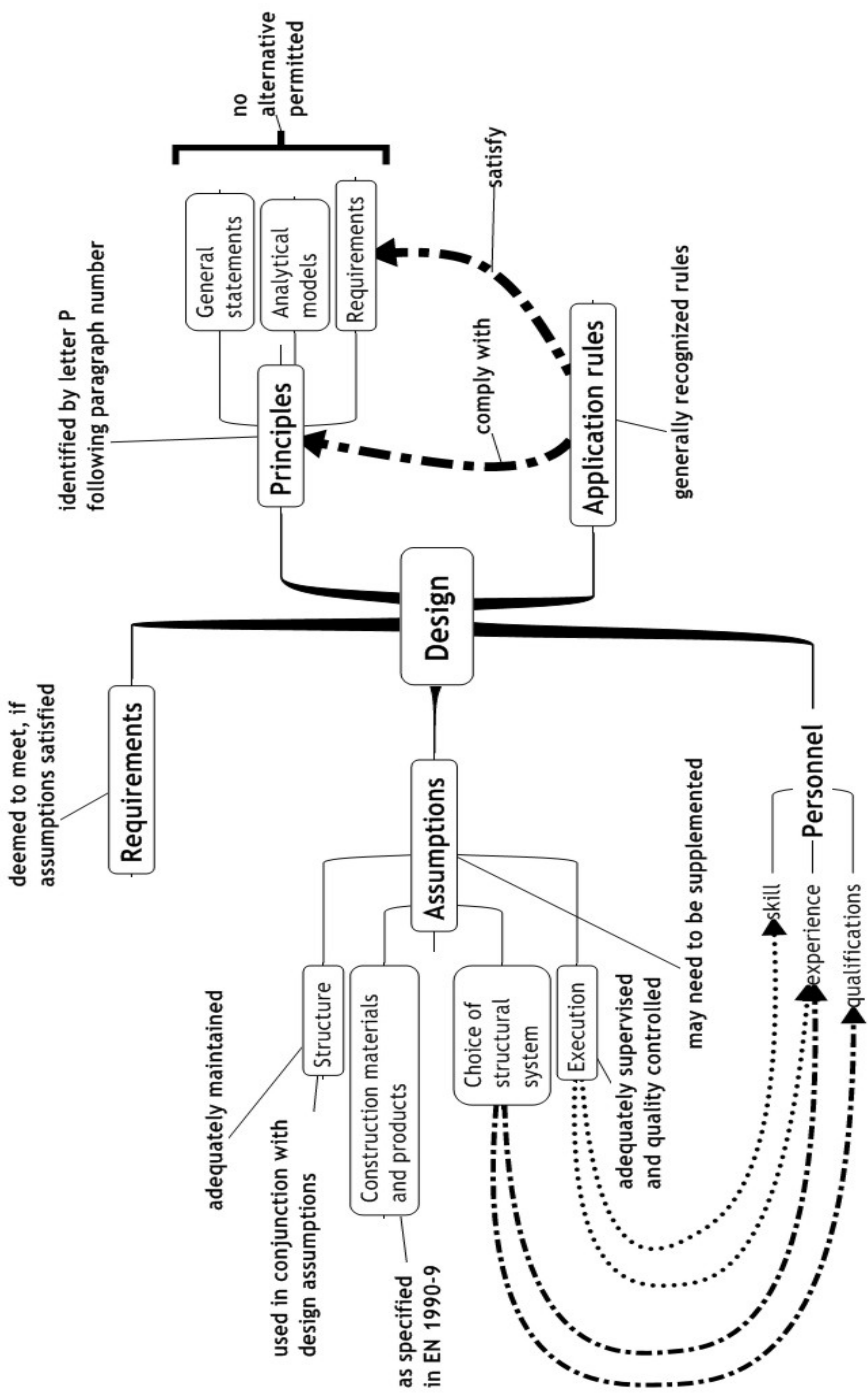 deemed to meet, if
assumptions satisfied
Requirements
identified by letter P
following paragraph number
Principles
General
statements
Analytical
models
Requirements
no
alternative
permitted
Design
comply with
satisfy
Application rules
generally recognized rules
Assumptions
may need to be supplemented
adequately maintained
Structure
used in conjunction with
design assumptions
Construction materials
and products
as specified
in EN 1990-9
Choice of
structural
system
Execution
adequately supervised
and quality controlled
Personnel
skill
experience
qualifications